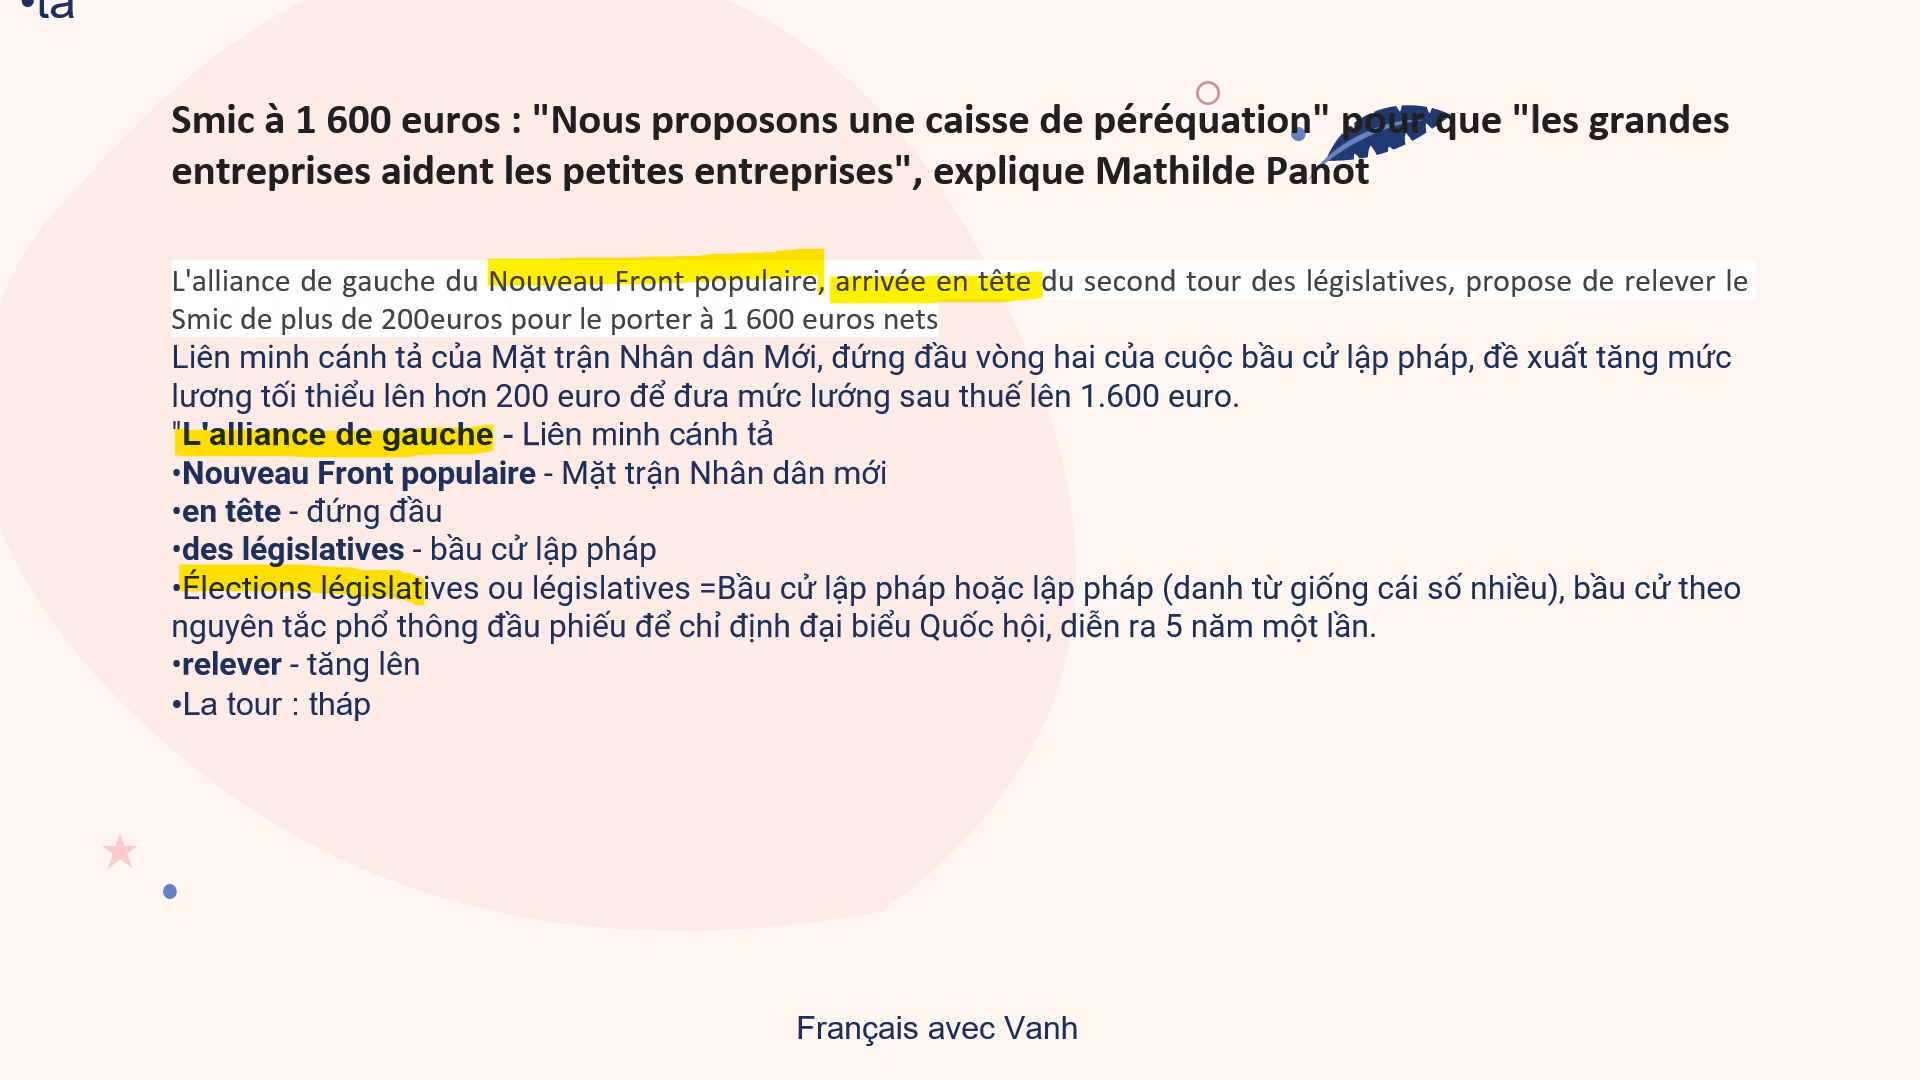 •ta
Smic à 1 600 euros : "Nous proposons une caisse de péréquation" pour que "les grandes
entreprises aident les petites entreprises", explique Mathilde Panot
L'alliance de gauche du Nouveau Front populaire, arrivée en tête du second tour des législatives, propose de relever le
Smic de plus de 200euros pour le porter à 1 600 euros nets
Liên minh cánh tả của Mặt trận Nhân dân Mới, đứng đầu vòng hai của cuộc bầu cử lập pháp, đề xuất tăng mức
lương tối thiểu lên hơn 200 euro để đưa mức lướng sau thuế lên 1.600 euro.
"L'alliance de gauche - Liên minh cánh tả
•Nouveau Front populaire - Mặt trận Nhân dân mới
•en tête - đứng đầu
•des législatives - bầu cử lập pháp
•Élections législatives ou législatives =Bầu cử lập pháp hoặc lập pháp (danh từ giống cái số nhiều), bầu cử theo
nguyên tắc phổ thông đầu phiếu để chỉ định đại biểu Quốc hội, diễn ra 5 năm một lần.
•relever - tăng lên
•La tour : tháp
Français avec Vanh